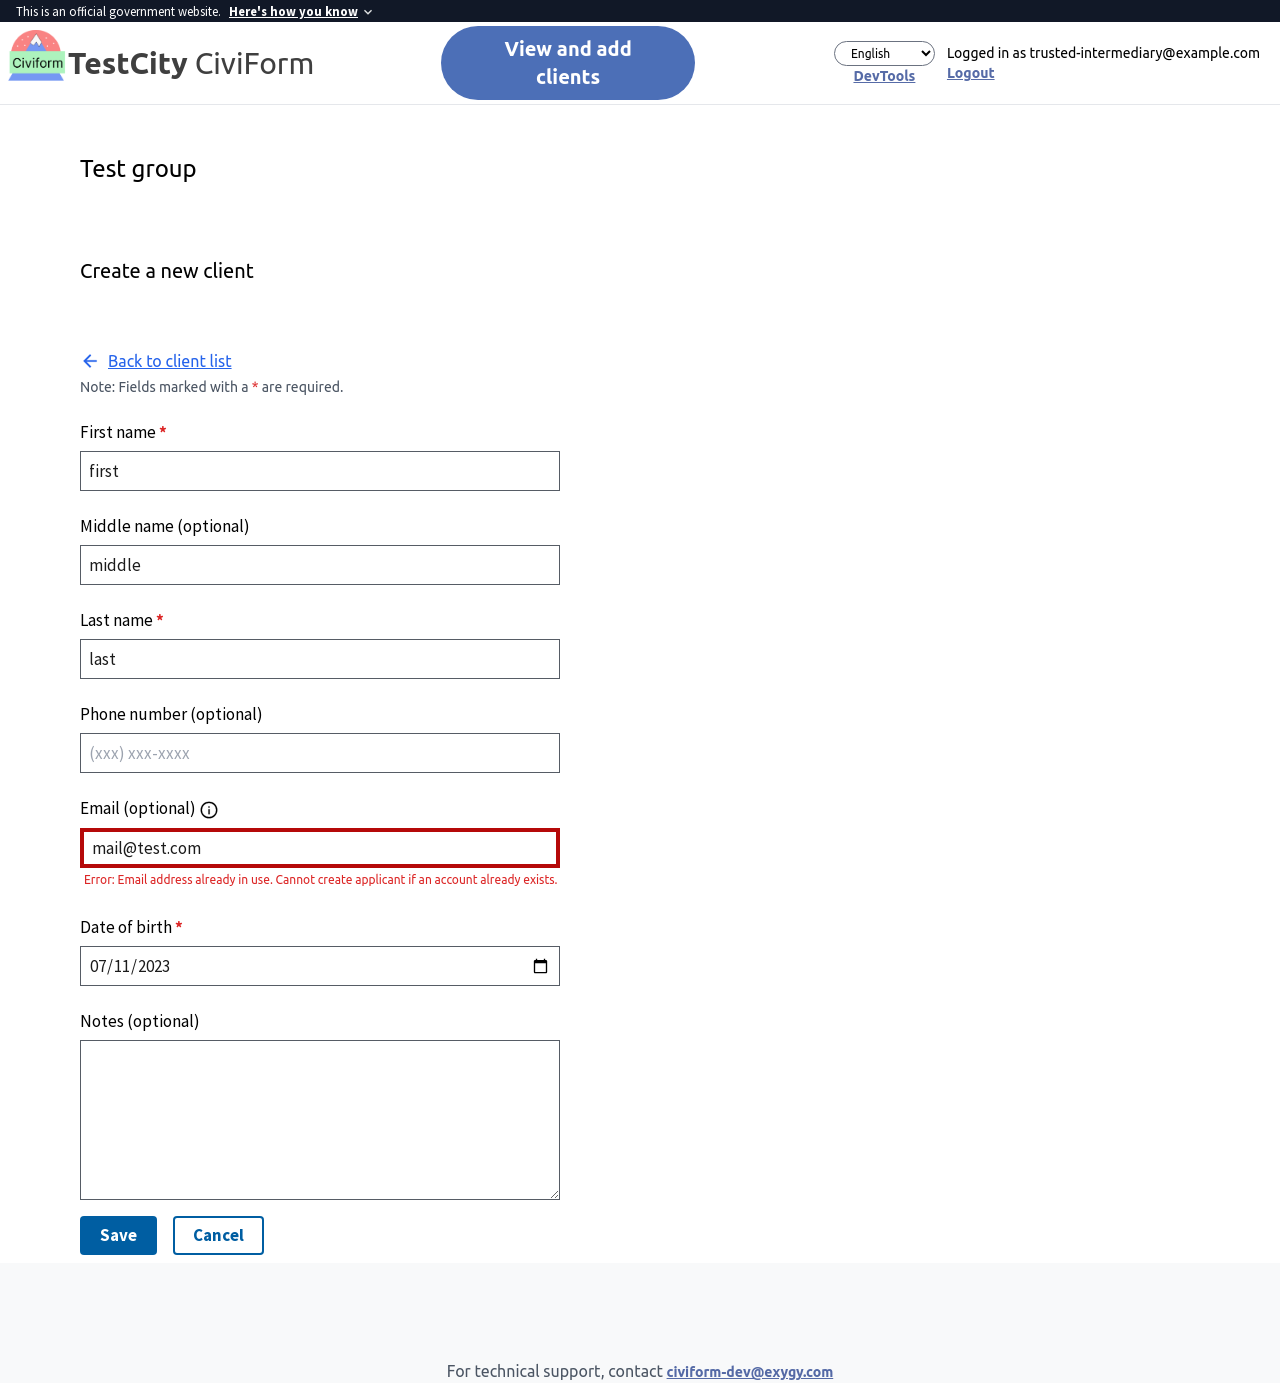 This is an official government website. Here's how you know
Civiform
TestCity CiviForm
View and add
clients
English
DevTools
Logged in as trusted-intermediary@example.com
Logout
Test group
Create a new client
Back to client list
Note: Fields marked with a * are required.
First name *
first
Middle name (optional)
middle
Last name *
last
Phone number (optional)
(xxx) xxx-xxxx
Email (optional)
mail@test.com
Error: Email address already in use. Cannot create applicant if an account already exists.
Date of birth *
07/11/2023
Notes (optional)
Save
Cancel
For technical support, contact civiform-dev@exygy.com